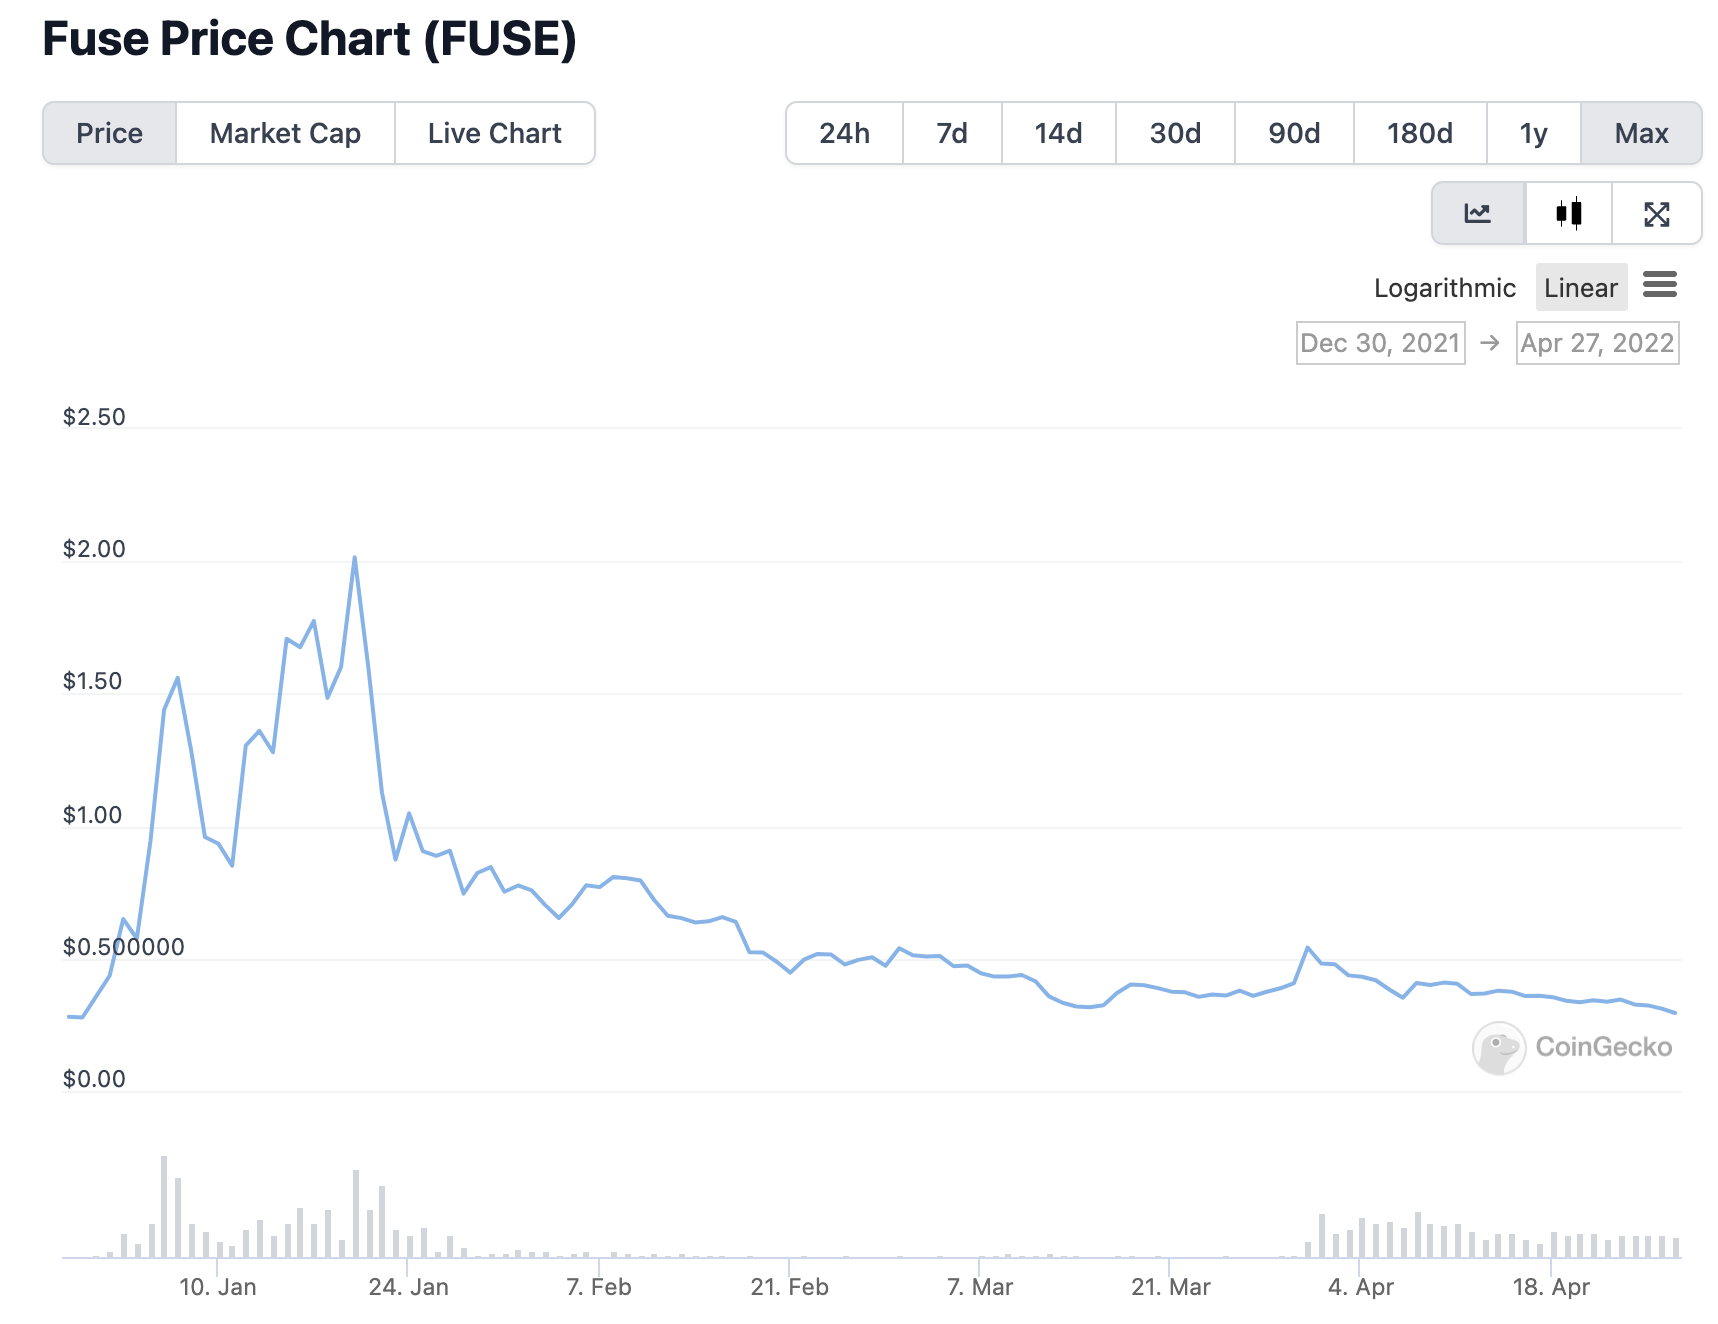 Fuse Price Chart (FUSE)
Price Market Cap Live Chart 24h 7d 14d 30d 90d 180d 1y Max
Logarithmic Linear
Dec 30, 2021 → Apr 27, 2022
$2.50
$2.00
$1.50
$1.00
$0.500000
CoinGecko
$0.00
10. Jan 24. Jan 7. Feb 21. Feb 7. Mar 21. Mar 4. Apr 18. Apr